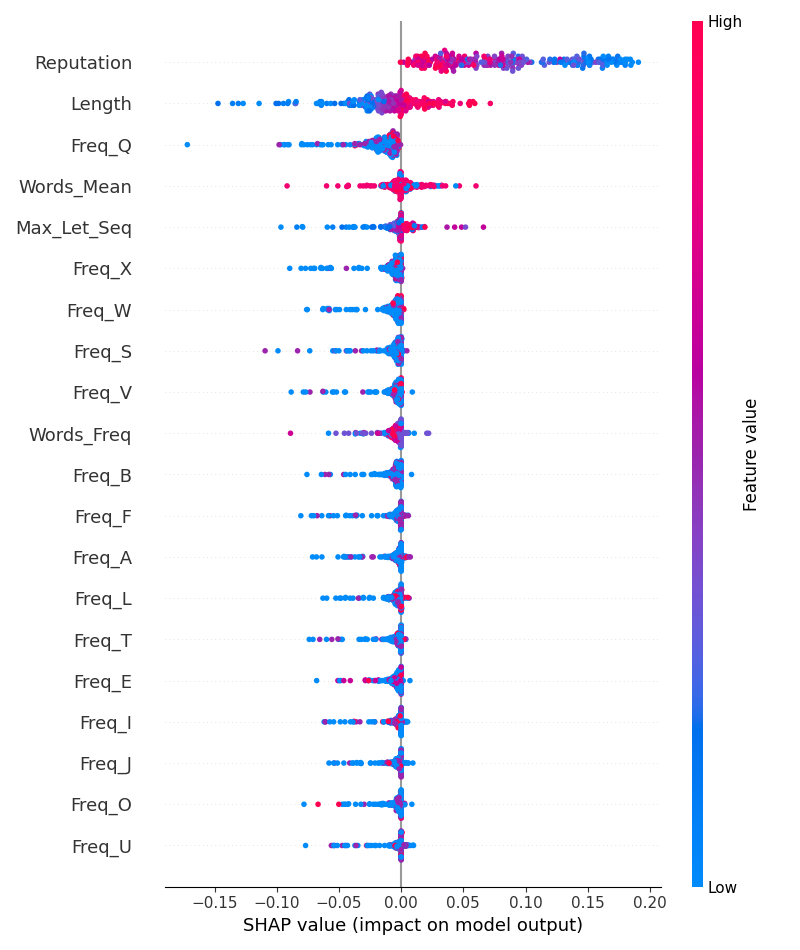 High
Reputation
Length
Freq_Q
Words_Mean
Max_Let_Seq
Freq_X
Freq_W
Freq_S
Freq_V
Words_Freq
Freq_B
Freq_F
Freq_A
Freq_L
Freq_T
Freq_E
Freq_I
Freq_J
Freq_O
Freq_U
Feature value
Low
−0.15 −0.10 −0.05 0.00 0.05 0.10 0.15 0.20
SHAP value (impact on model output)